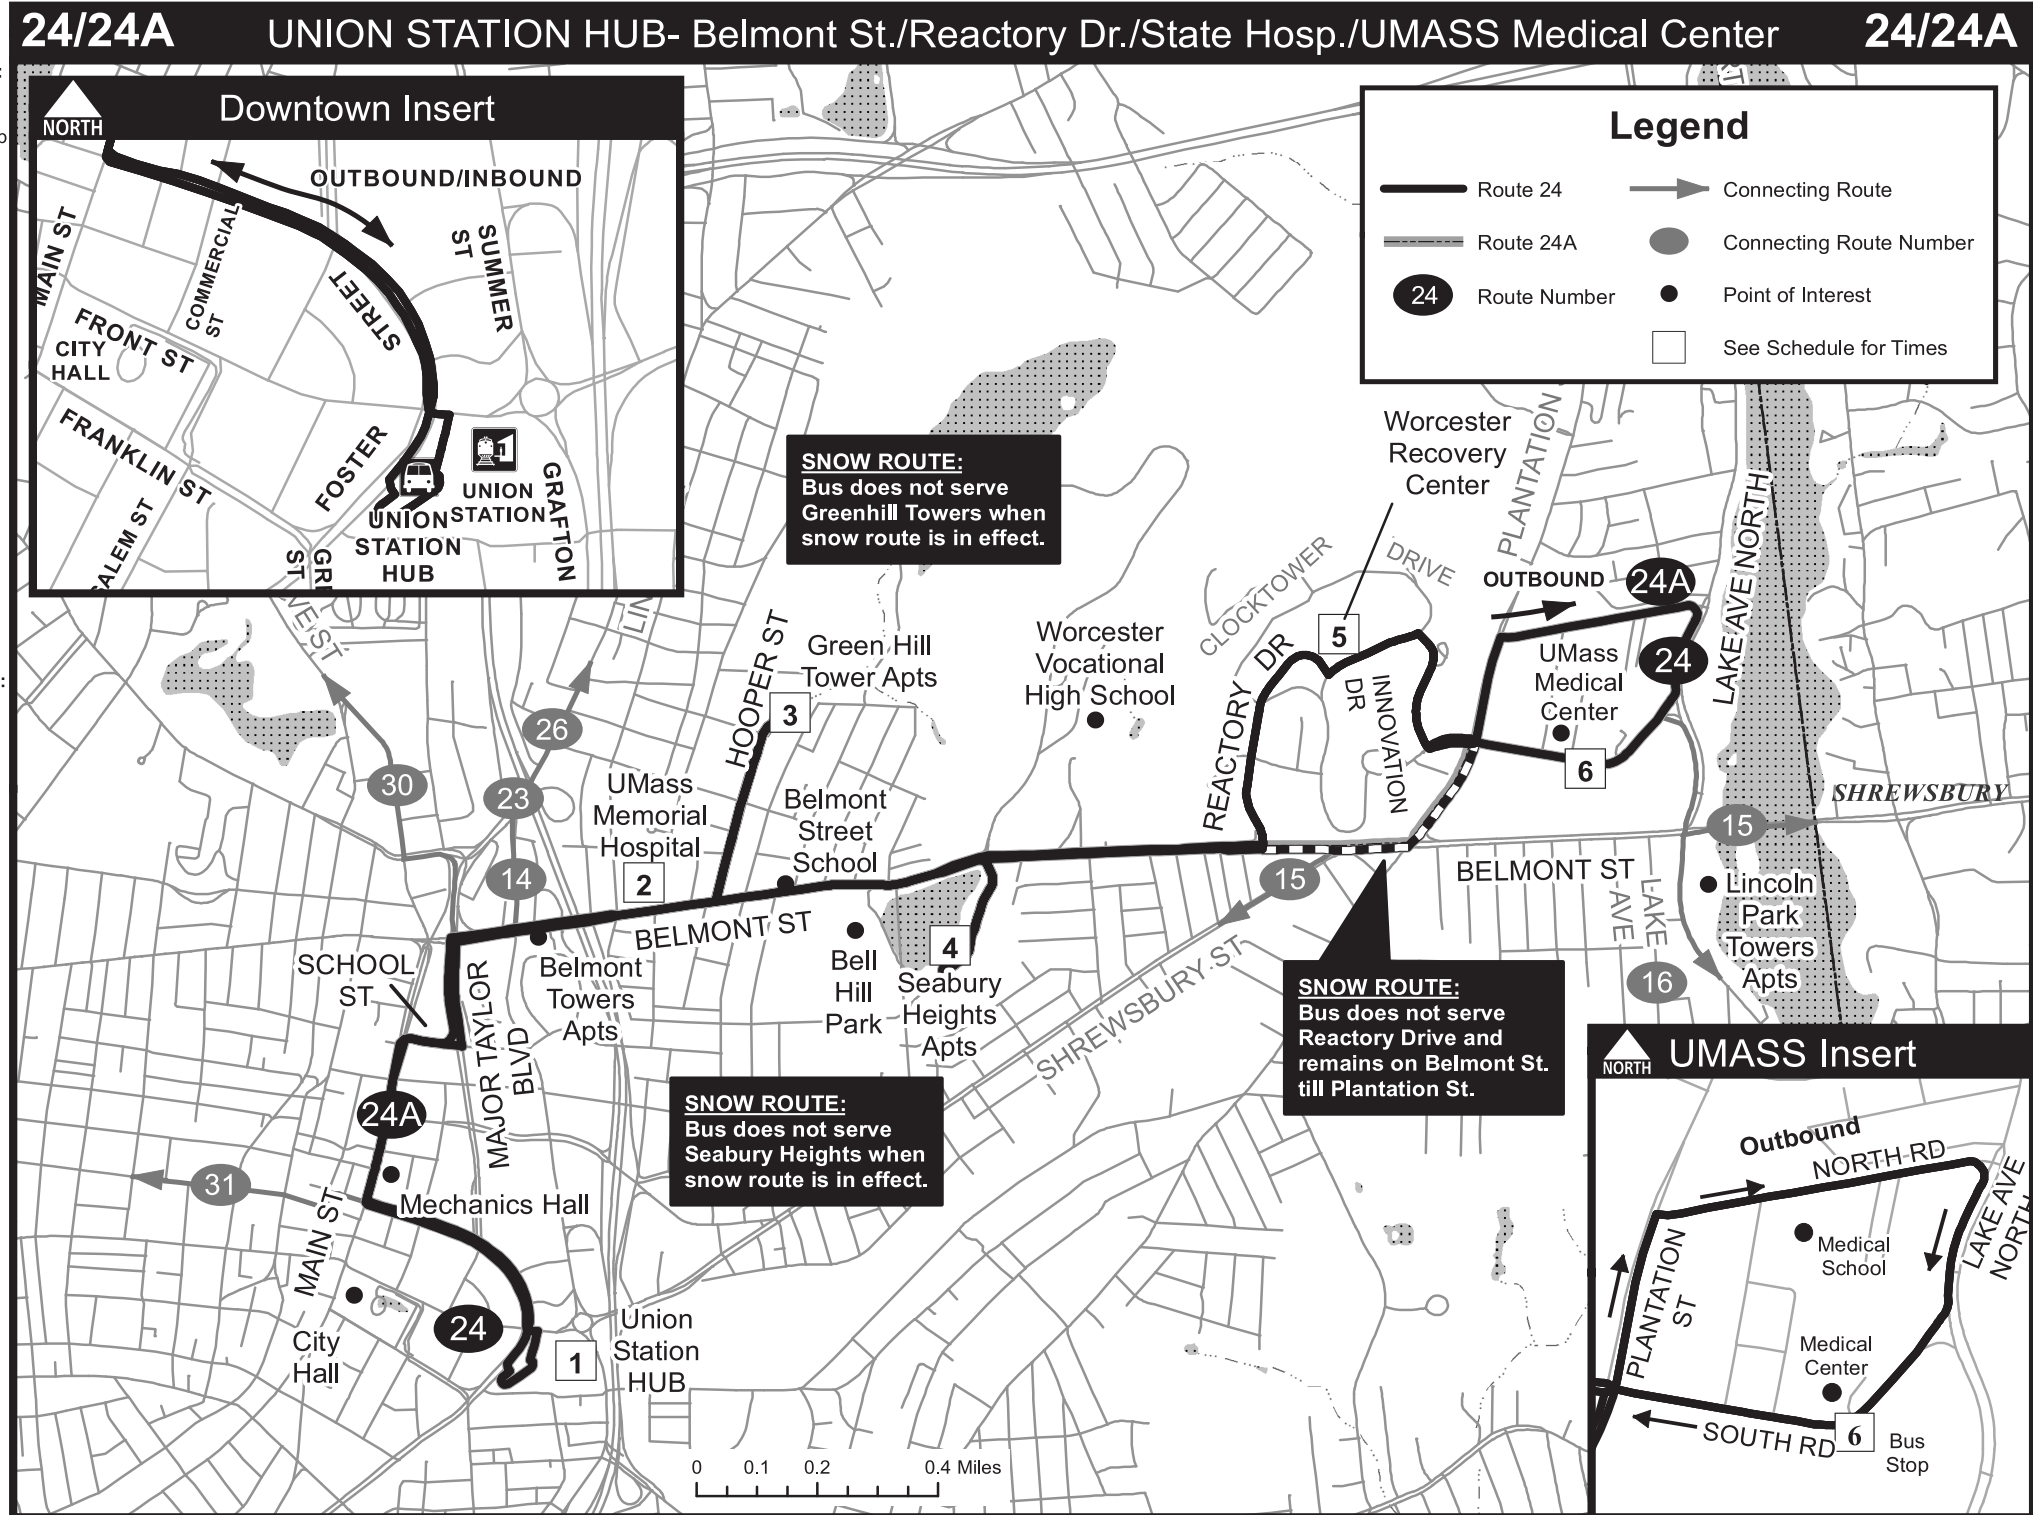 24/24A UNION STATION HUB- Belmont St./Reactory Dr./State Hosp./UMASS Medical Center 24/24A
NORTH
Downtown Insert
OUTBOUND/INBOUND
MAIN ST
COMMERCIAL
ST
STREET
SUMMER
ST
FRONT ST
CITY
HALL
FRANKLIN ST
SALEM ST
FOSTER
UNION
STATION
UNION
STATION
HUB
GRAFTON
ST
Legend
Route 24
Connecting Route
Route 24A
Connecting Route Number
24
Route Number
Point of Interest
See Schedule for Times
SNOW ROUTE:
Bus does not serve
Greenhill Towers when
snow route is in effect.
Worcester
Recovery
Center
PLANTATION
CLOCKTOWER
DRIVE
OUTBOUND
24A
LAKE AVE NORTH
5
REACTORY DR
INNOVATION
DR
UMass
Medical
Center
24
6
Worcester
Vocational
High School
HOOPER ST
Green Hill
Tower Apts
3
26
30
23
14
UMass
Memorial
Hospital
2
Belmont
Street
School
SHREWSBURY
15
15
BELMONT ST
BELMONT ST
LAKE
AVE
Lincoln
Park
Towers
Apts
16
SCHOOL
ST
Belmont
Towers
Apts
Bell
Hill
Park
4
Seabury
Heights
Apts
SHREWSBURY ST
MAJOR TAYLOR
BLVD
SNOW ROUTE:
Bus does not serve
Reactory Drive and
remains on Belmont St.
till Plantation St.
SNOW ROUTE:
Bus does not serve
Seabury Heights when
snow route is in effect.
24A
31
Mechanics Hall
MAIN ST
City
Hall
24
1
Union
Station
HUB
0 0.1 0.2 0.4 Miles
NORTH
UMASS Insert
Outbound
NORTH RD
LAKE AVE
NORTH
PLANTATION
ST
Medical
School
Medical
Center
SOUTH RD
6
Bus
Stop